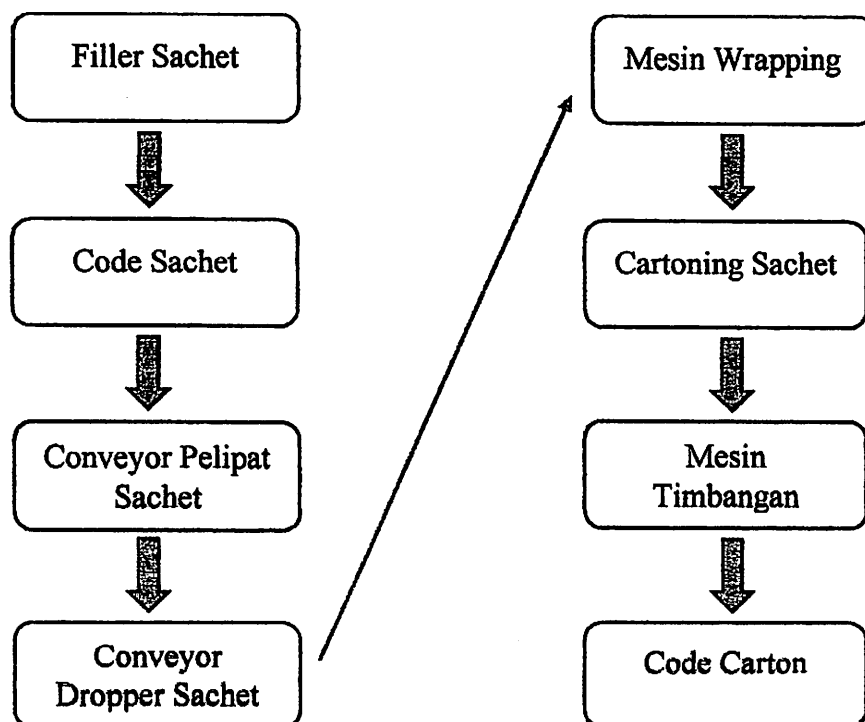 Filler Sachet
Code Sachet
Conveyor Pelipat
Sachet
Conveyor
Dropper Sachet
Mesin Wrapping
Cartoning Sachet
Mesin
Timbangan
Code Carton